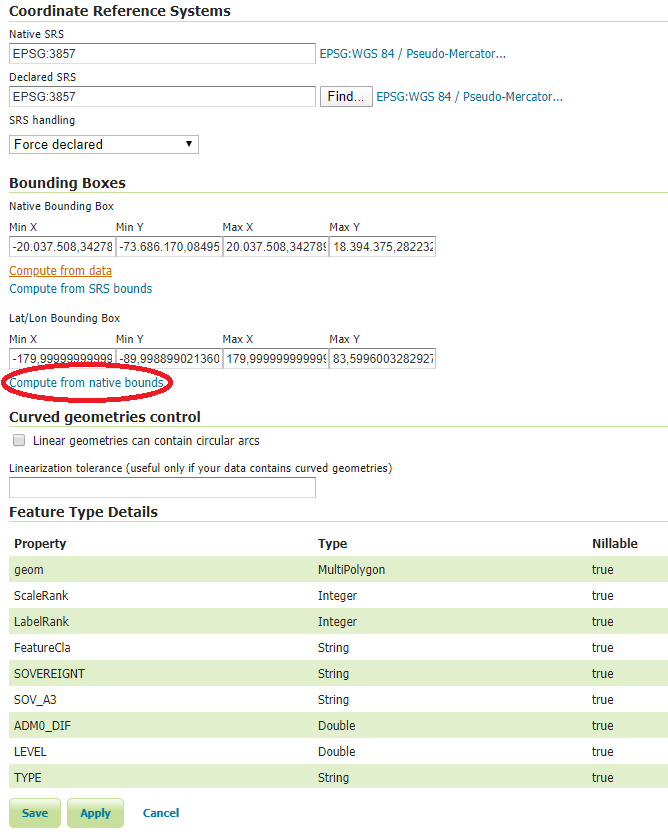 Coordinate Reference Systems
Native SRS
EPSG:3857 EPSG:WGS 84 / Pseudo-Mercator...
Declared SRS
EPSG:3857 Find... EPSG:WGS 84 / Pseudo-Mercator...
SRS handling
Force declared
Bounding Boxes
Native Bounding Box
Min X Min Y Max X Max Y
-20.037.508,34278 -73.686.170,08495 20.037.508,342789 18.394.375,282232
Compute from data
Compute from SRS bounds
Lat/Lon Bounding Box
Min X Min Y Max X Max Y
-179,99999999999 -89,998899021360 179,999999999999 83,5996003282927
Compute from native bounds
Curved geometries control
Linear geometries can contain circular arcs
Linearization tolerance (useful only if your data contains curved geometries)
Feature Type Details
Property Type Nillable
geom MultiPolygon true
ScaleRank Integer true
LabelRank Integer true
FeatureCla String true
SOVEREIGNT String true
SOV_A3 String true
ADM0_DIF Double true
LEVEL Double true
TYPE String true
Save Apply Cancel